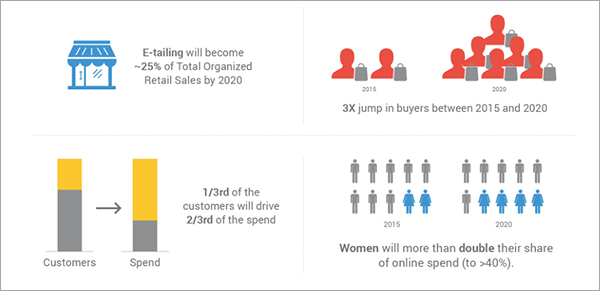 E-tailing will become
~25% of Total Organized
Retail Sales by 2020
2015
2020
3X jump in buyers between 2015 and 2020
1/3rd of the
customers will drive
2/3rd of the spend
Customers
Spend
2015
2020
Women will more than double their share
of online spend (to >40%).